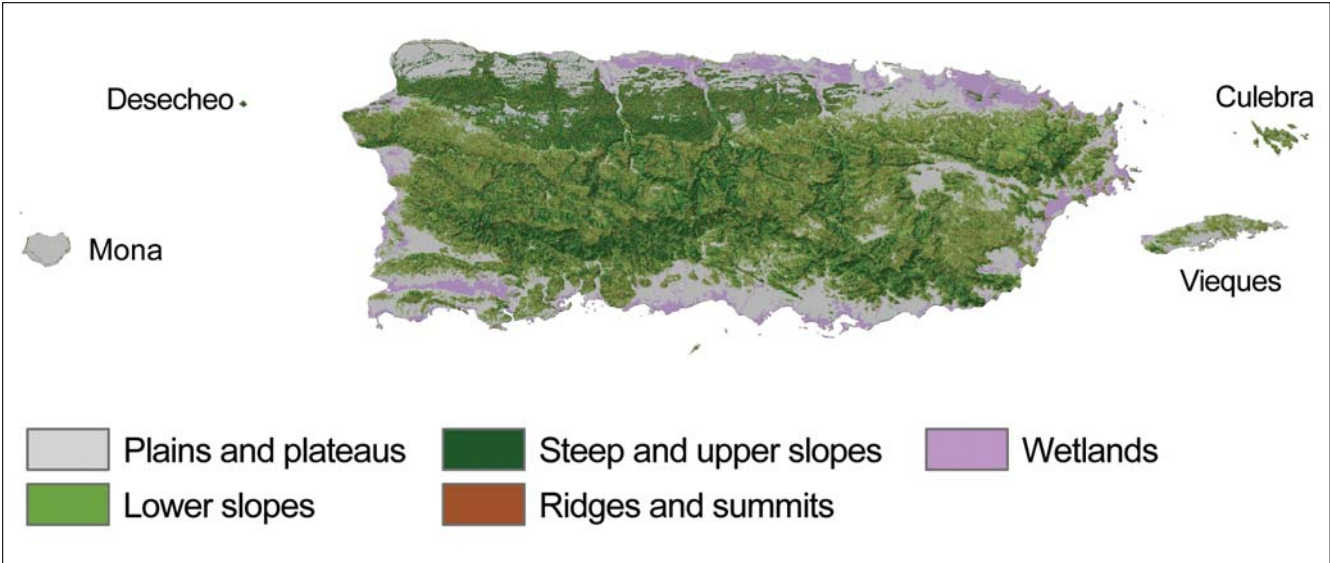 Desecheo
Culebra
Mona
Vieques
Plains and plateaus
Steep and upper slopes
Wetlands
Lower slopes
Ridges and summits